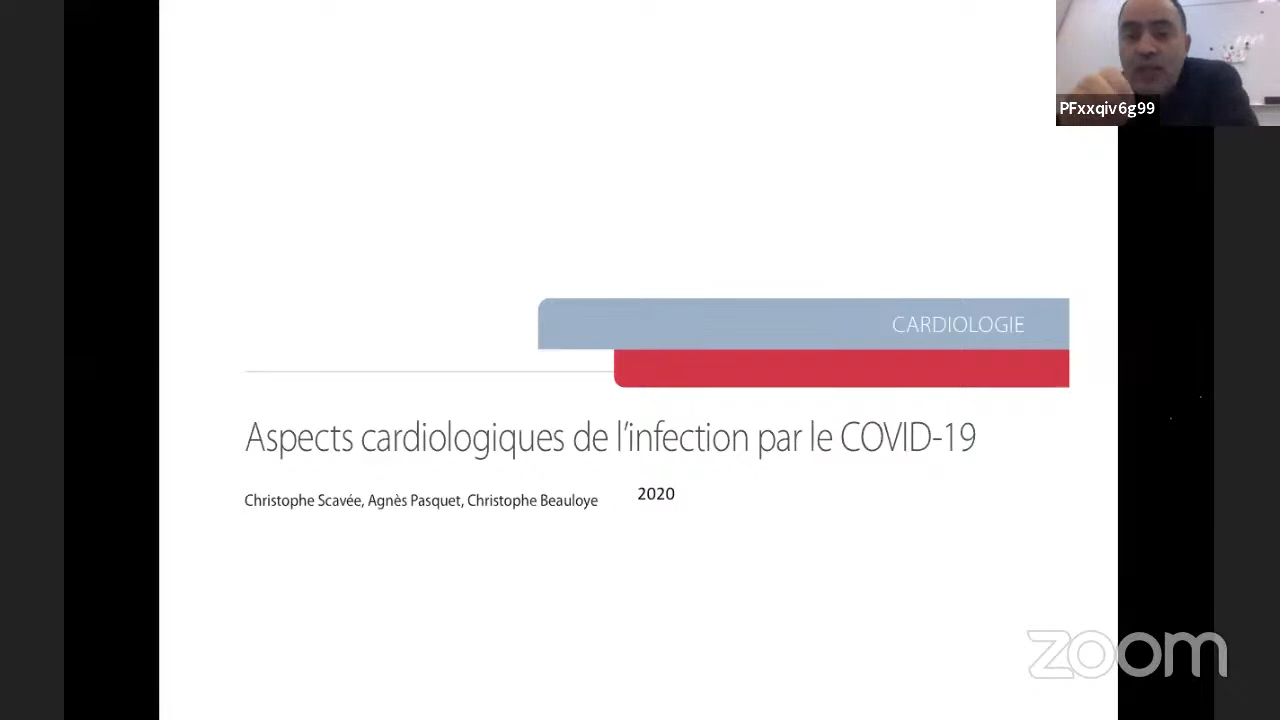 PFxxqiv6g99
CARDIOLOGIE
Aspects cardiologiques de l’infection par le COVID-19
Christophe Scavée, Agnès Pasquet, Christophe Beauloye 2020
zoom